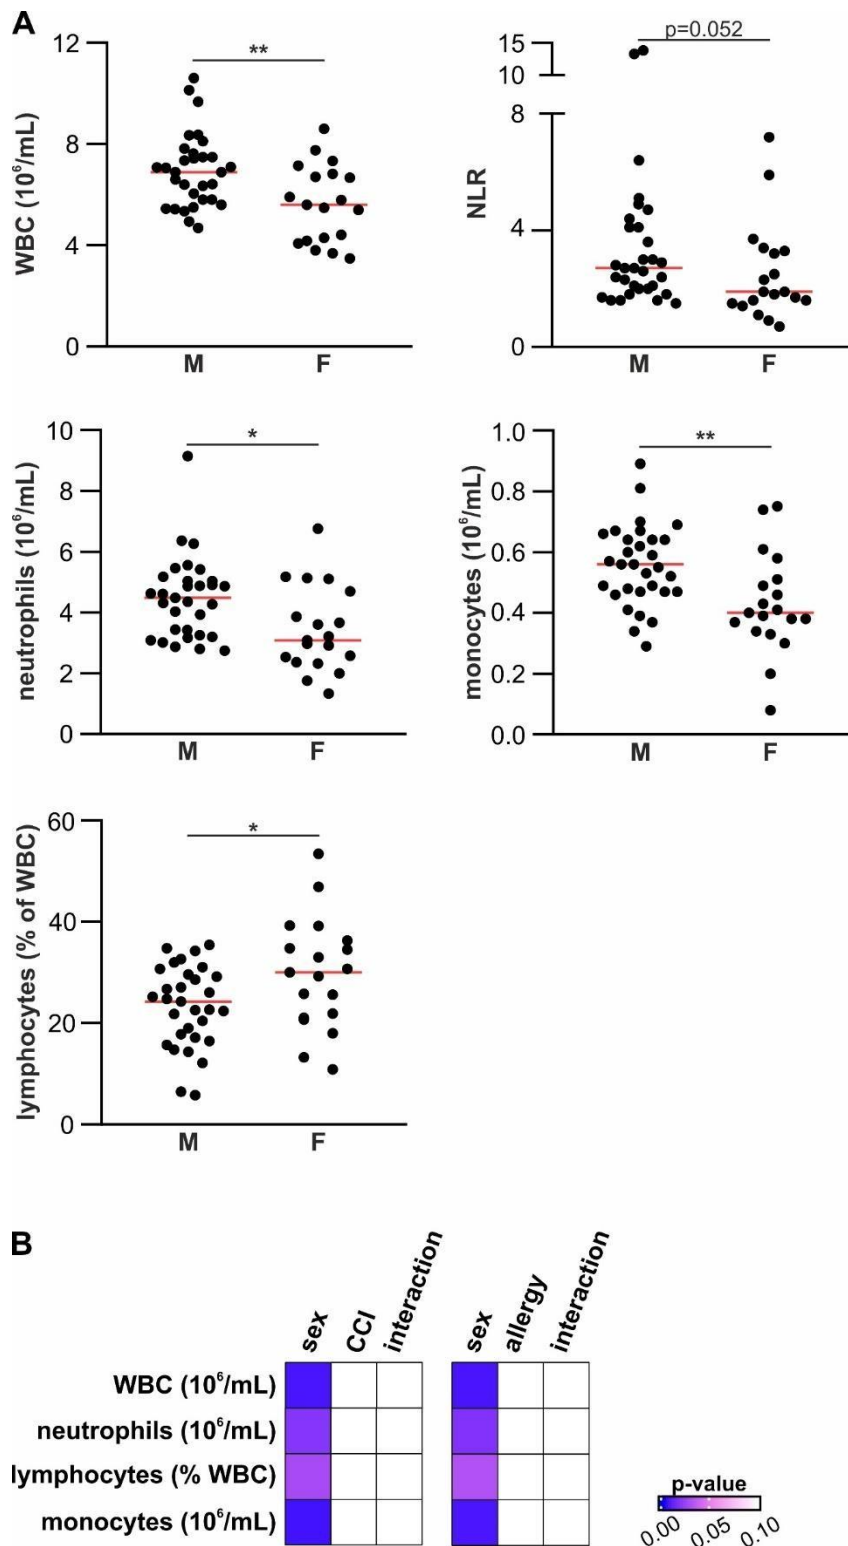 A
WBC (10⁶/mL)
12
8
4
0
**
M
F
NLR
15
10
8
4
0
p=0.052
M
F
neutrophils (10⁶/mL)
10
8
6
4
2
0
*
M
F
monocytes (10⁶/mL)
1.0
0.8
0.6
0.4
0.2
0.0
**
M
F
lymphocytes (% of WBC)
60
40
20
0
*
M
F
B
sex
CCI
interaction
sex
allergy
interaction
WBC (10⁶/mL)
neutrophils (10⁶/mL)
lymphocytes (% WBC)
monocytes (10⁶/mL)
p-value
0.00
0.05
0.10